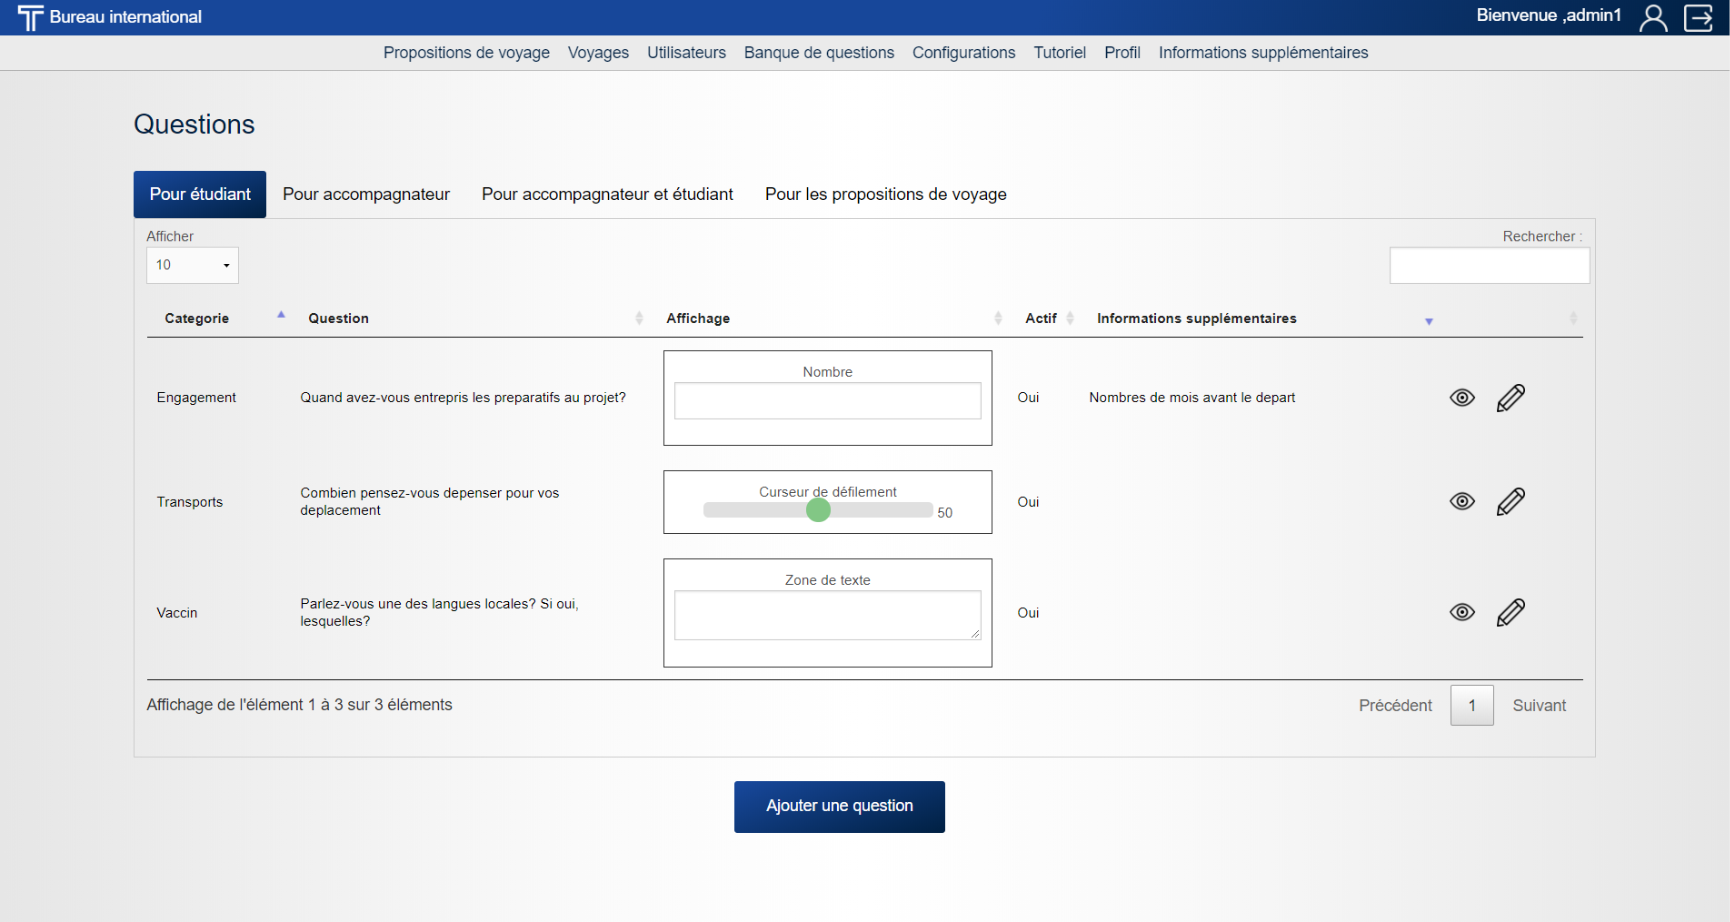 Bureau international
Bienvenue ,admin1
Propositions de voyage Voyages Utilisateurs Banque de questions Configurations Tutoriel Profil Informations supplémentaires
Questions
Pour étudiant Pour accompagnateur Pour accompagnateur et étudiant Pour les propositions de voyage
Afficher
Rechercher :
10
Categorie Question Affichage Actif Informations supplémentaires
Nombre
Engagement Quand avez-vous entrepris les preparatifs au projet? Oui Nombres de mois avant le depart
Curseur de défilement
Transports Combien pensez-vous depenser pour vos
deplacement
Oui
50
Zone de texte
Vaccin Parlez-vous une des langues locales? Si oui,
lesquelles?
Oui
Affichage de l'élément 1 à 3 sur 3 éléments
Précédent 1 Suivant
Ajouter une question